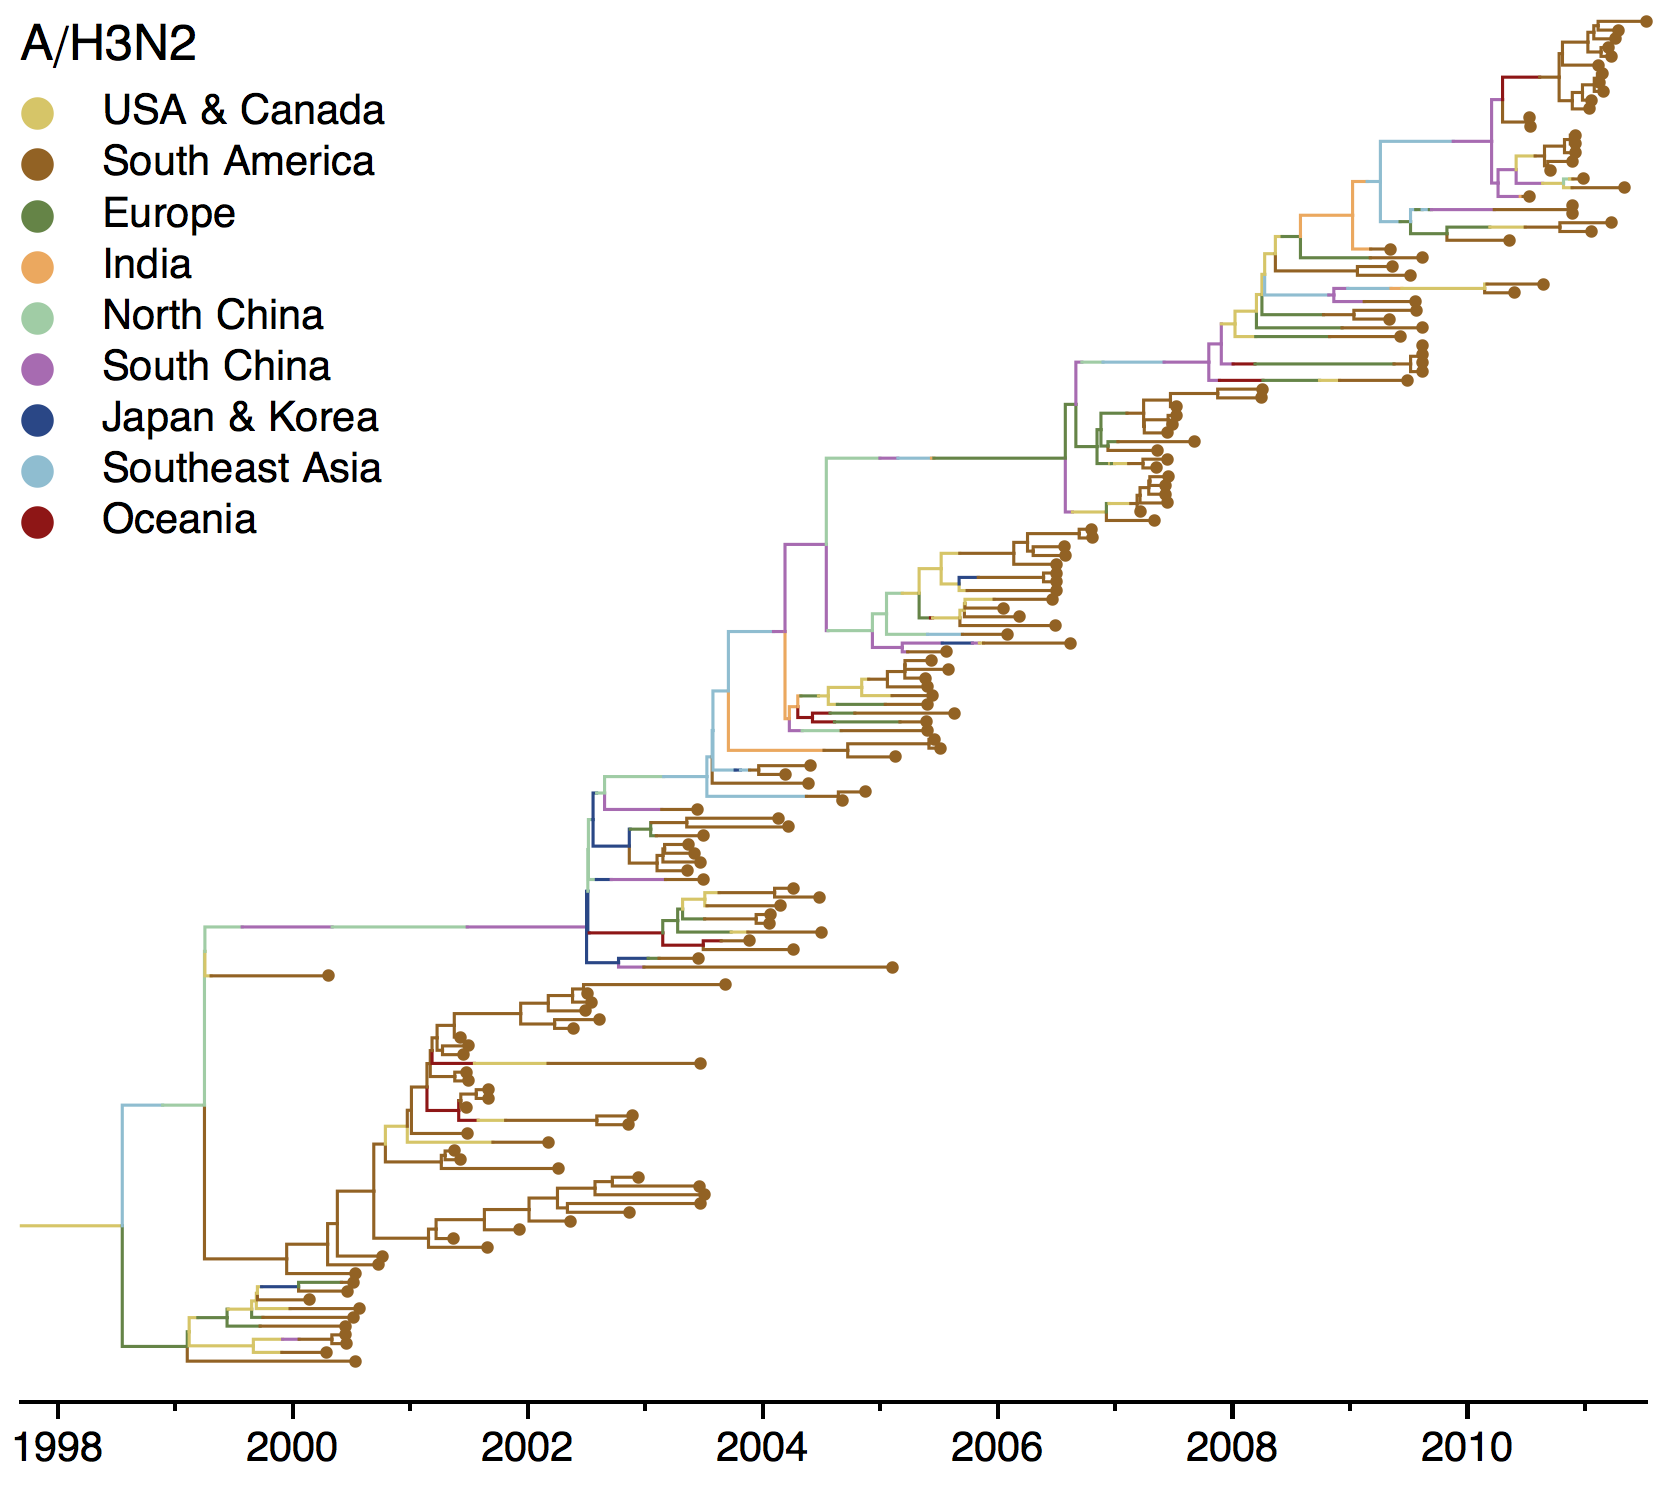 A/H3N2
USA & Canada
South America
Europe
India
North China
South China
Japan & Korea
Southeast Asia
Oceania
1998 2000 2002 2004 2006 2008 2010